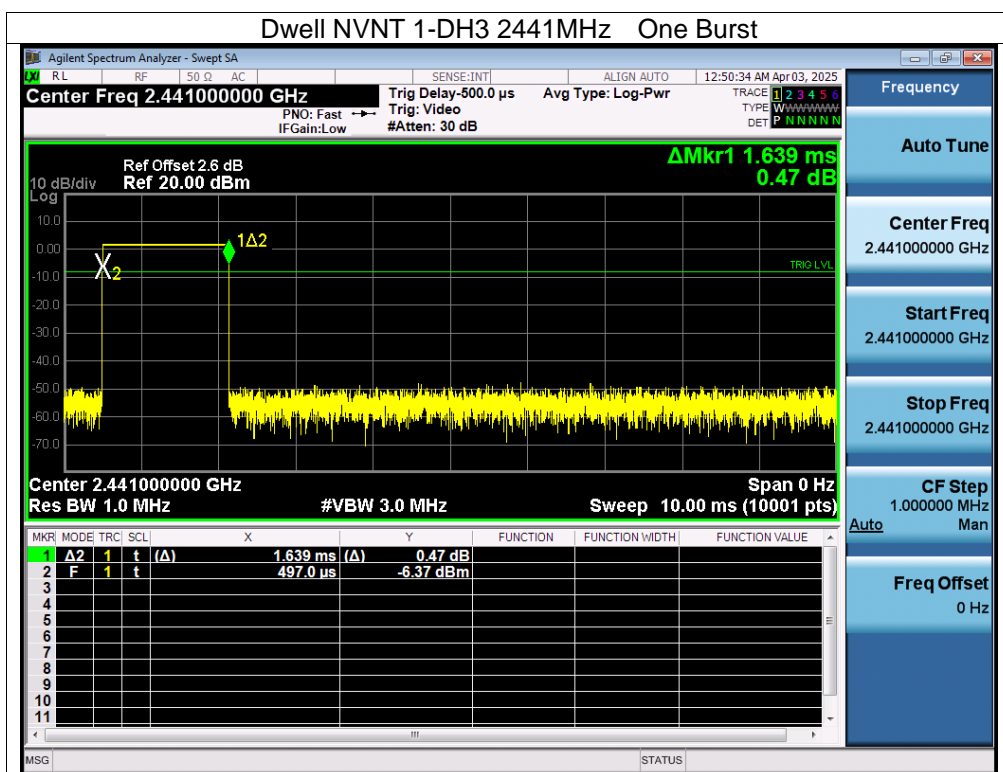 Dwell NVNT 1-DH3 2441MHz One Burst
Agilent Spectrum Analyzer - Swept SA
LXI RL RF 50 Ω AC SENSE:INT ALIGN AUTO 12:50:34 AM Apr 03, 2025
Center Freq 2.441000000 GHz
PNO: Fast
IFGain:Low
Trig Delay-500.0 µs
Trig: Video
#Atten: 30 dB
Avg Type: Log-Pwr
TRACE 1 2 3 4 5 6
TYPE WWWWWWW
DET P N N N N N
Ref Offset 2.6 dB
10 dB/div Ref 20.00 dBm
Log
ΔMkr1 1.639 ms
0.47 dB
10.0
0.00
-10.0
-20.0
-30.0
-40.0
-50.0
-60.0
-70.0
1Δ2
2
TRIG LVL
Center 2.441000000 GHz Span 0 Hz
Res BW 1.0 MHz #VBW 3.0 MHz Sweep 10.00 ms (10001 pts)
MKR MODE TRC SCL X Y FUNCTION FUNCTION WIDTH FUNCTION VALUE
1 Δ2 1 t (Δ) 1.639 ms (Δ) 0.47 dB
2 F 1 t 497.0 µs -6.37 dBm
3
4
5
6
7
8
9
10
11
MSG STATUS
Frequency
Auto Tune
Center Freq
2.441000000 GHz
Start Freq
2.441000000 GHz
Stop Freq
2.441000000 GHz
CF Step
1.000000 MHz
Auto Man
Freq Offset
0 Hz